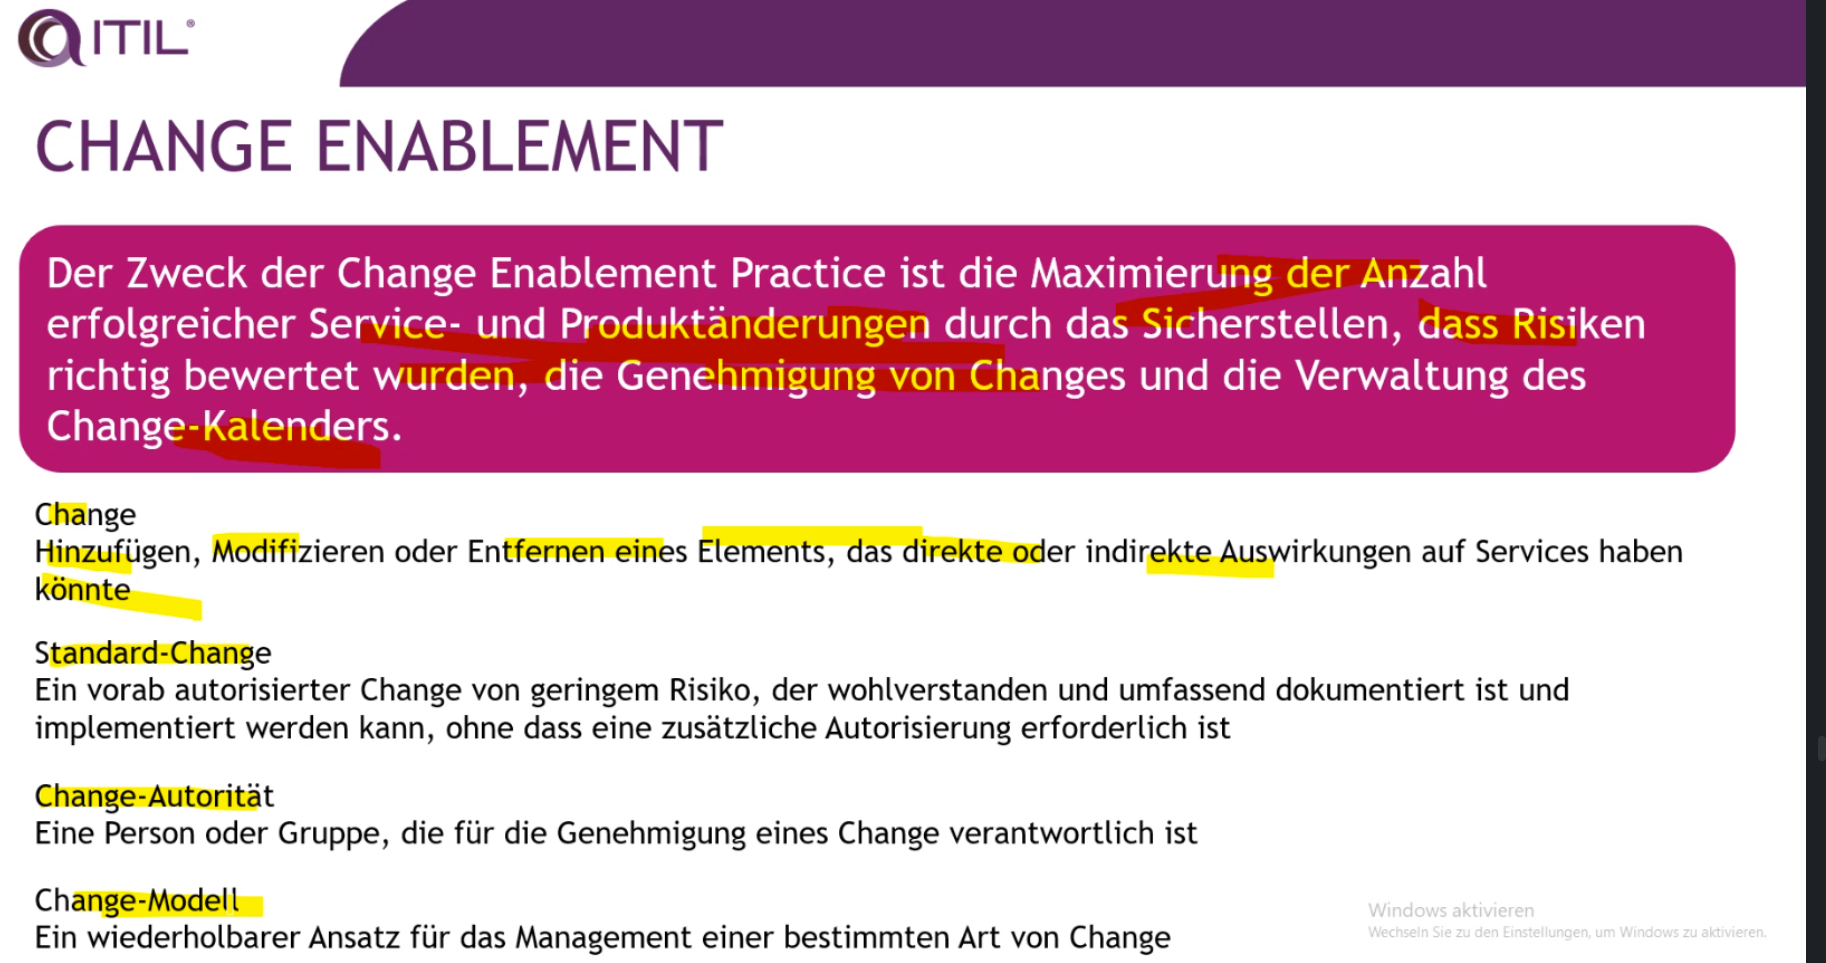 ITIL®
CHANGE ENABLEMENT
Der Zweck der Change Enablement Practice ist die Maximierung der Anzahl
erfolgreicher Service- und Produktänderungen durch das Sicherstellen, dass Risiken
richtig bewertet wurden, die Genehmigung von Changes und die Verwaltung des
Change-Kalenders.
Change
Hinzufügen, Modifizieren oder Entfernen eines Elements, das direkte oder indirekte Auswirkungen auf Services haben
könnte
Standard-Change
Ein vorab autorisierter Change von geringem Risiko, der wohlverstanden und umfassend dokumentiert ist und
implementiert werden kann, ohne dass eine zusätzliche Autorisierung erforderlich ist
Change-Autorität
Eine Person oder Gruppe, die für die Genehmigung eines Change verantwortlich ist
Change-Modell
Ein wiederholbarer Ansatz für das Management einer bestimmten Art von Change
Windows aktivieren
Wechseln Sie zu den Einstellungen, um Windows zu aktivieren.